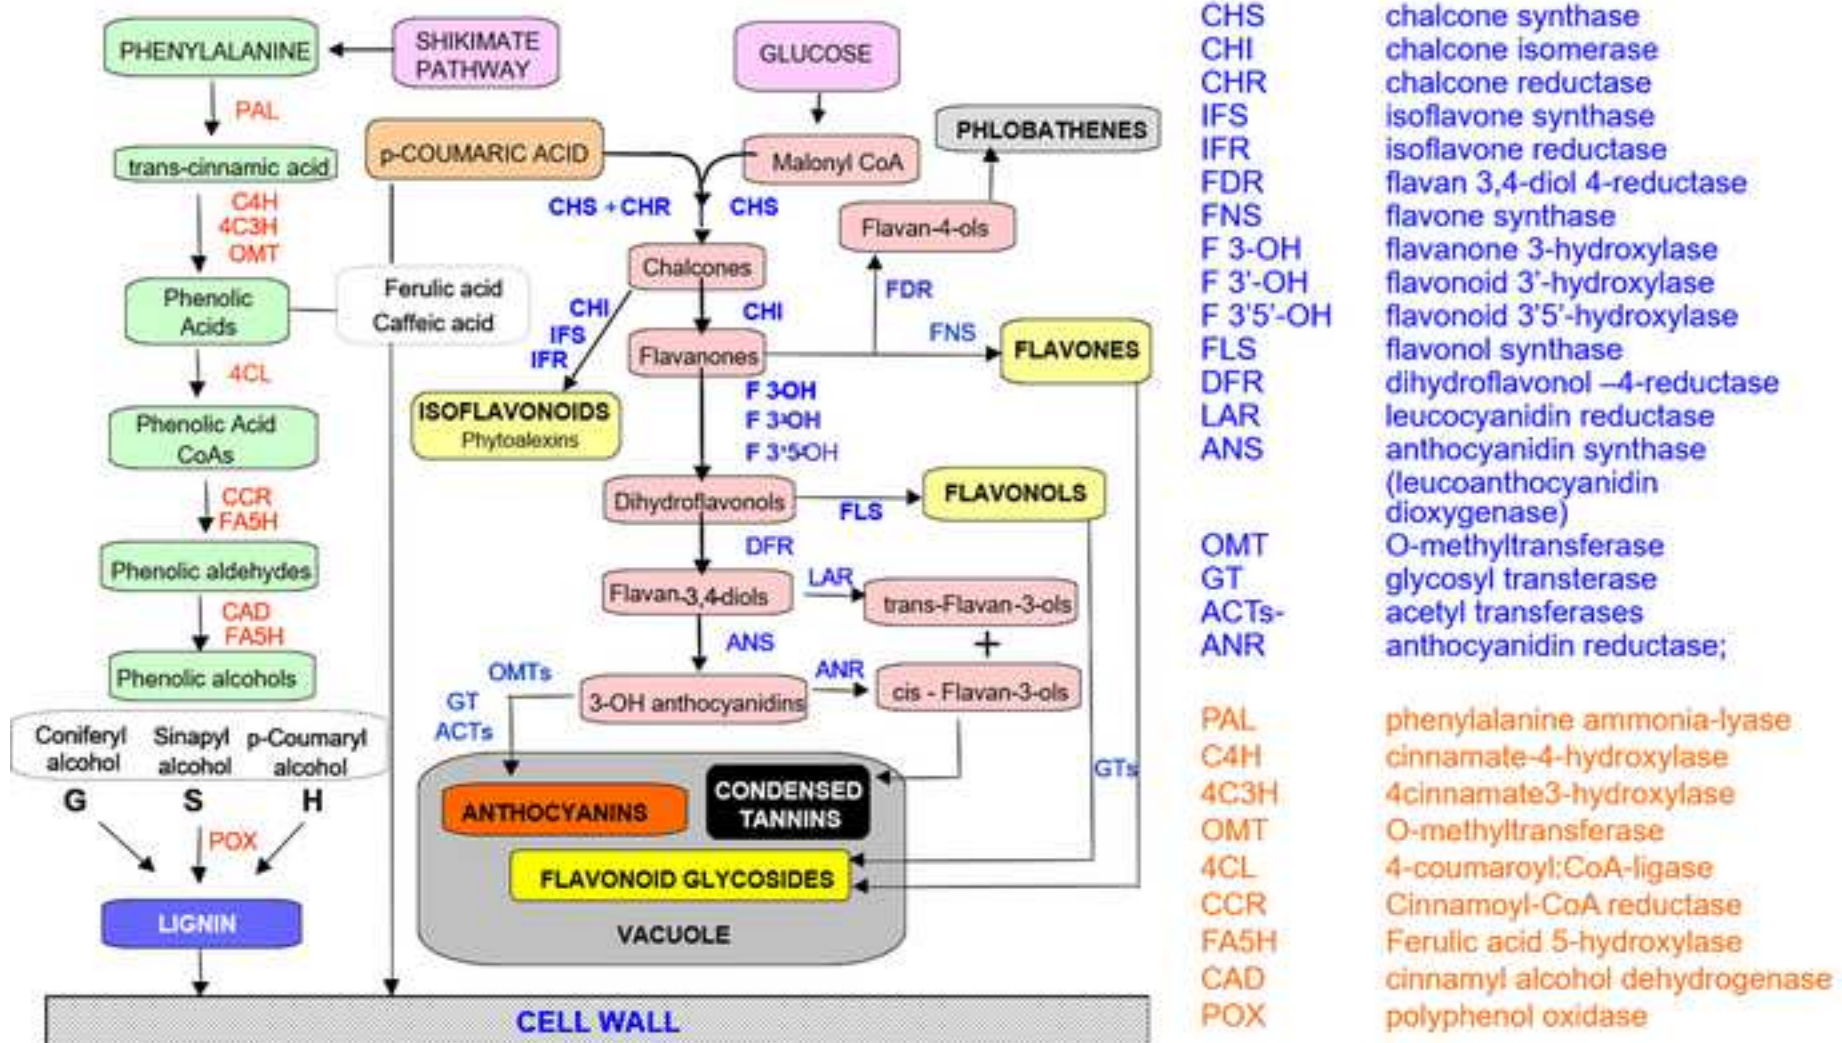 PHENYLALANINE
SHIKIMATE
PATHWAY
GLUCOSE
PAL
p-COUMARIC ACID
Malonyl CoA
PHLOBATHENES
trans-cinnamic acid
C4H
4C3H
OMT
CHS + CHR
CHS
Flavan-4-ols
Chalcones
Phenolic
Acids
Ferulic acid
Caffeic acid
CHI
IFS
IFR
CHI
FDR
FNS
Flavanones
FLAVONES
4CL
ISOFLAVONOIDS
Phytoalexins
F 3-OH
F 3'-OH
F 3'5'-OH
Phenolic Acid
CoAs
CCR
FA5H
Dihydroflavonols
FLS
FLAVONOLS
DFR
Phenolic aldehydes
CAD
FA5H
Flavan-3,4-diols
LAR
trans-Flavan-3-ols
+
ANS
ANR
cis - Flavan-3-ols
Phenolic alcohols
OMTs
GT
ACTs
3-OH anthocyanidins
Coniferyl
alcohol
Sinapyl
alcohol
p-Coumaryl
alcohol
G
S
H
POX
GTs
ANTHOCYANINS
CONDENSED
TANNINS
FLAVONOID GLYCOSIDES
VACUOLE
LIGNIN
CELL WALL
CHS chalcone synthase
CHI chalcone isomerase
CHR chalcone reductase
IFS isoflavone synthase
IFR isoflavone reductase
FDR flavan 3,4-diol 4-reductase
FNS flavone synthase
F 3-OH flavanone 3-hydroxylase
F 3'-OH flavonoid 3'-hydroxylase
F 3'5'-OH flavonoid 3'5'-hydroxylase
FLS flavonol synthase
DFR dihydroflavonol –4-reductase
LAR leucocyanidin reductase
ANS anthocyanidin synthase
(leucoanthocyanidin
dioxygenase)
OMT O-methyltransferase
GT glycosyl transterase
ACTs- acetyl transferases
ANR anthocyanidin reductase;
PAL phenylalanine ammonia-lyase
C4H cinnamate-4-hydroxylase
4C3H 4cinnamate3-hydroxylase
OMT O-methyltransferase
4CL 4-coumaroyl:CoA-ligase
CCR Cinnamoyl-CoA reductase
FA5H Ferulic acid 5-hydroxylase
CAD cinnamyl alcohol dehydrogenase
POX polyphenol oxidase